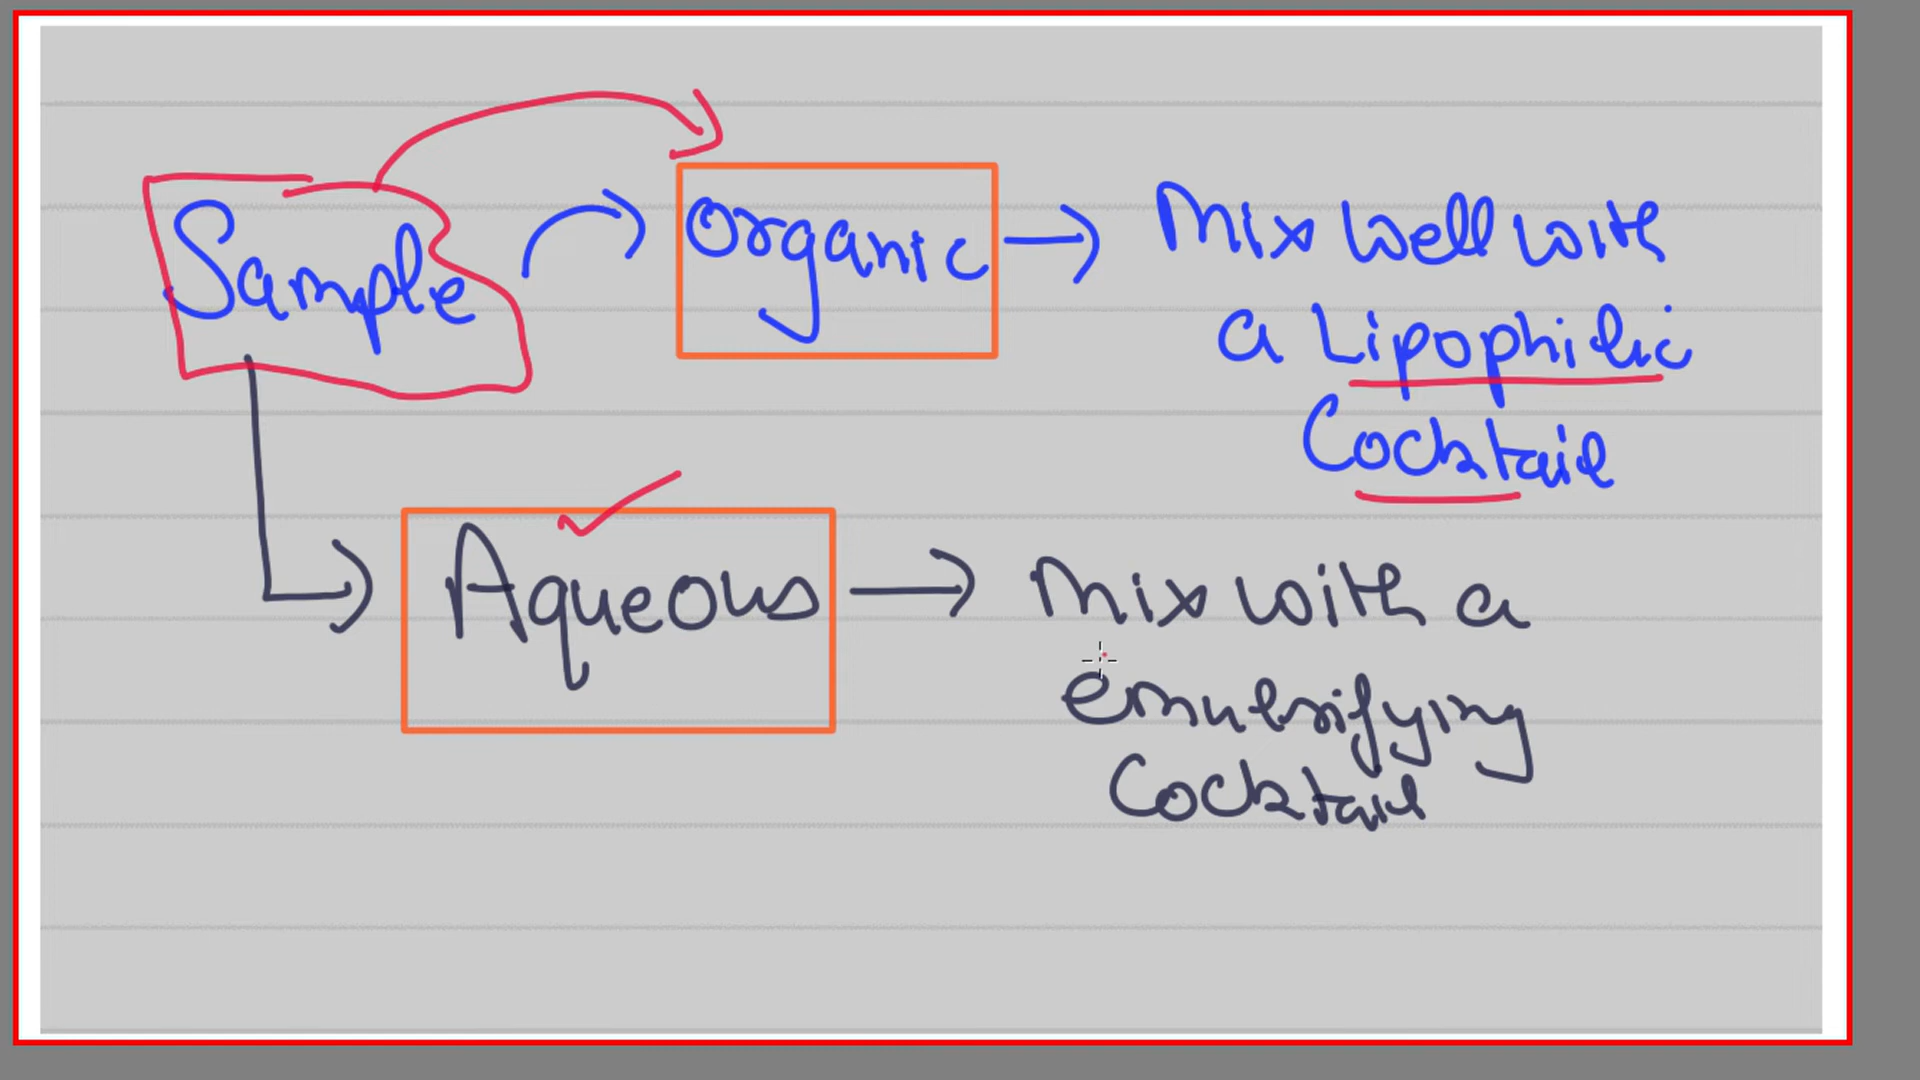 Sample
Organic
Mix well with
a Lipophilic
Cocktail
Aqueous
Mix with a
emulsifying
Cocktail